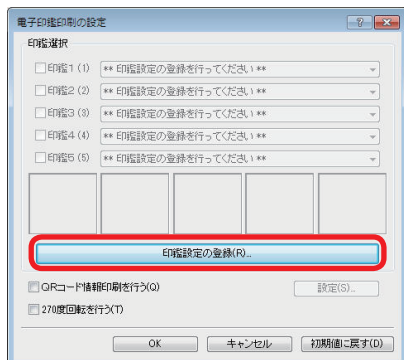 電子印鑑印刷の設定
印鑑選択
印鑑1 (1) ** 印鑑設定の登録を行ってください **
印鑑2 (2) ** 印鑑設定の登録を行ってください **
印鑑3 (3) ** 印鑑設定の登録を行ってください **
印鑑4 (4) ** 印鑑設定の登録を行ってください **
印鑑5 (5) ** 印鑑設定の登録を行ってください **
印鑑設定の登録(R)...
QRコード情報印刷を行う(Q) 設定(S)...
270度回転を行う(T)
OK キャンセル 初期値に戻す(D)